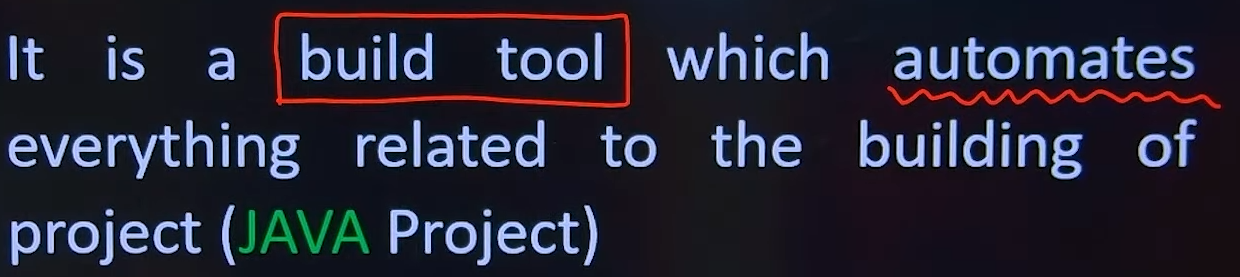 It is a build tool which automates
everything related to the building of
project (JAVA Project)